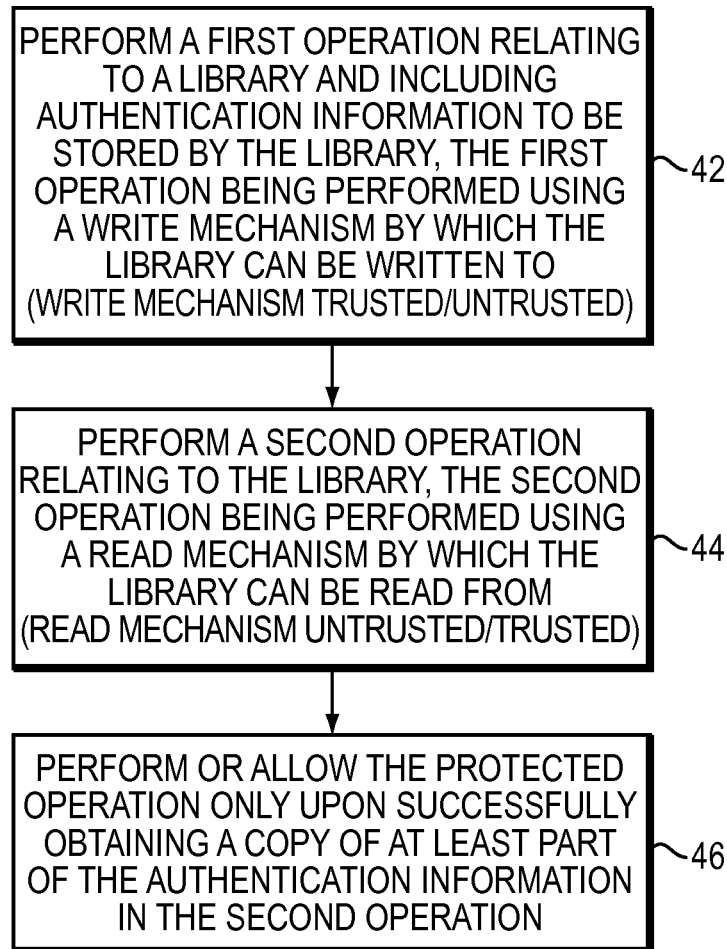 PERFORM A FIRST OPERATION RELATING
TO A LIBRARY AND INCLUDING
AUTHENTICATION INFORMATION TO BE
STORED BY THE LIBRARY, THE FIRST
OPERATION BEING PERFORMED USING
A WRITE MECHANISM BY WHICH THE
LIBRARY CAN BE WRITTEN TO
(WRITE MECHANISM TRUSTED/UNTRUSTED)
42
PERFORM A SECOND OPERATION
RELATING TO THE LIBRARY, THE SECOND
OPERATION BEING PERFORMED USING
A READ MECHANISM BY WHICH THE
LIBRARY CAN BE READ FROM
(READ MECHANISM UNTRUSTED/TRUSTED)
44
PERFORM OR ALLOW THE PROTECTED
OPERATION ONLY UPON SUCCESSFULLY
OBTAINING A COPY OF AT LEAST PART
OF THE AUTHENTICATION INFORMATION
IN THE SECOND OPERATION
46